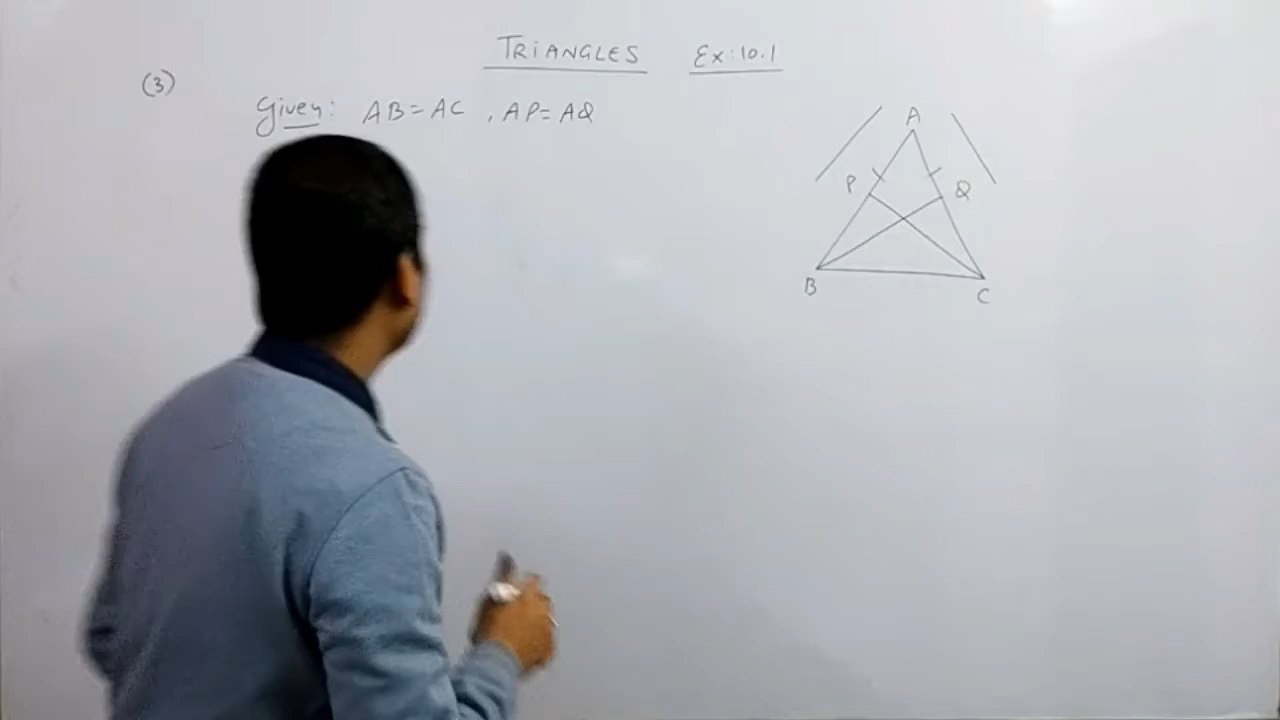 TRIANGLES Ex: 10.1
(3)
Given: AB = AC , AP = AQ
A
P Q
B C